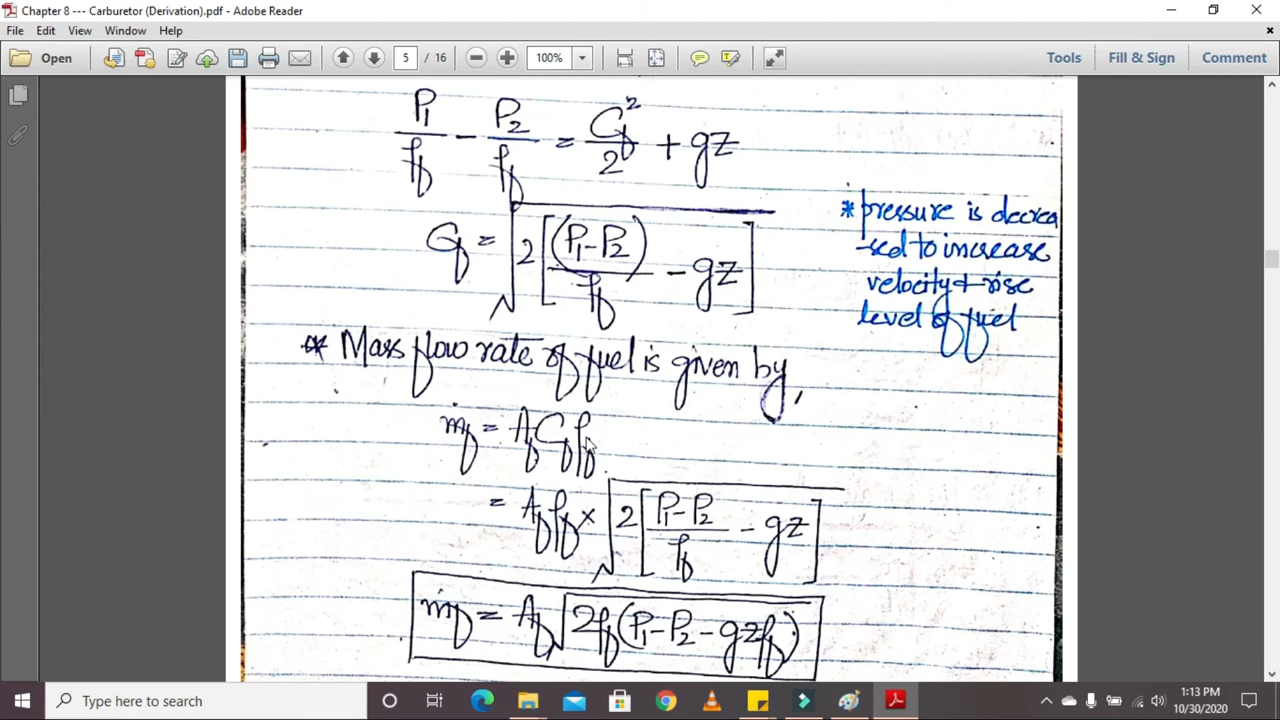 Chapter 8 --- Carburetor (Derivation).pdf - Adobe Reader
File Edit View Window Help
Open 5 / 16 100% Tools Fill & Sign Comment
P₁/ρf - P₂/ρf = Cf²/2 + gz
Cf = √2[(P₁-P₂)/ρf - gz]
* pressure is decrea
-sed to increase
velocity + rise
level of fuel
* Mass flow rate of fuel is given by,
ṁf = Af Cf ρf
= Af ρf × √2[P₁-P₂/ρf - gz]
ṁf = Af √2ρf(P₁-P₂-gzρf)
Type here to search
1:13 PM
10/30/2020